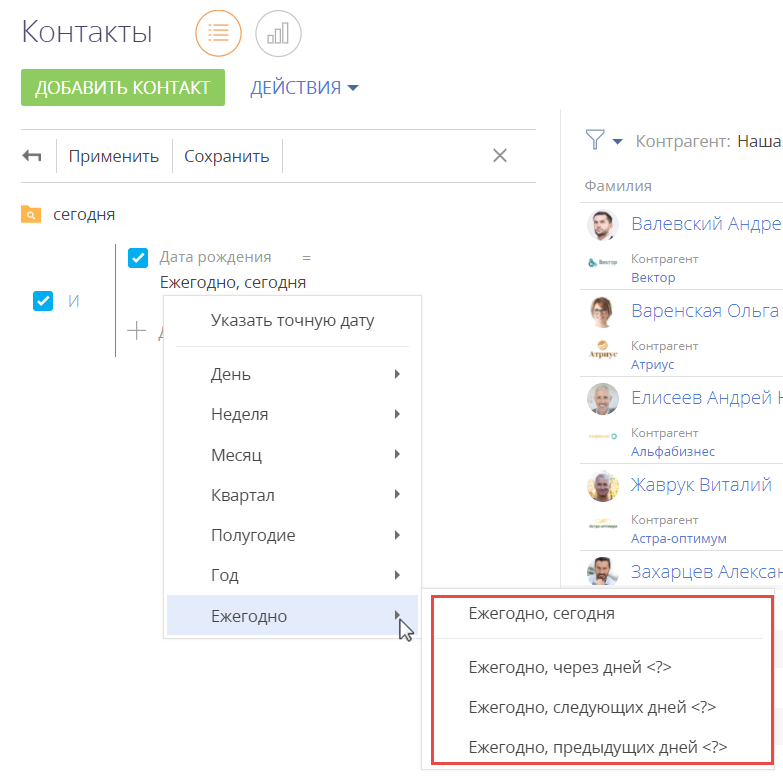 Контакты
ДОБАВИТЬ КОНТАКТ
ДЕЙСТВИЯ
Применить
Сохранить
сегодня
И
Дата рождения =
Ежегодно, сегодня
Указать точную дату
День
Неделя
Месяц
Квартал
Полугодие
Год
Ежегодно
Ежегодно, сегодня
Ежегодно, через дней <?>
Ежегодно, следующих дней <?>
Ежегодно, предыдущих дней <?>
Контрагент: Наша
Фамилия
Валевский Андре
Контрагент
Вектор
Вектор
Варенская Ольга
Контрагент
Атриус
Атриус
Елисеев Андрей Н
Контрагент
Альфабизнес
Жаврук Виталий
Контрагент
Астра-оптимум
Астра-оптимум
Захарцев Алексан